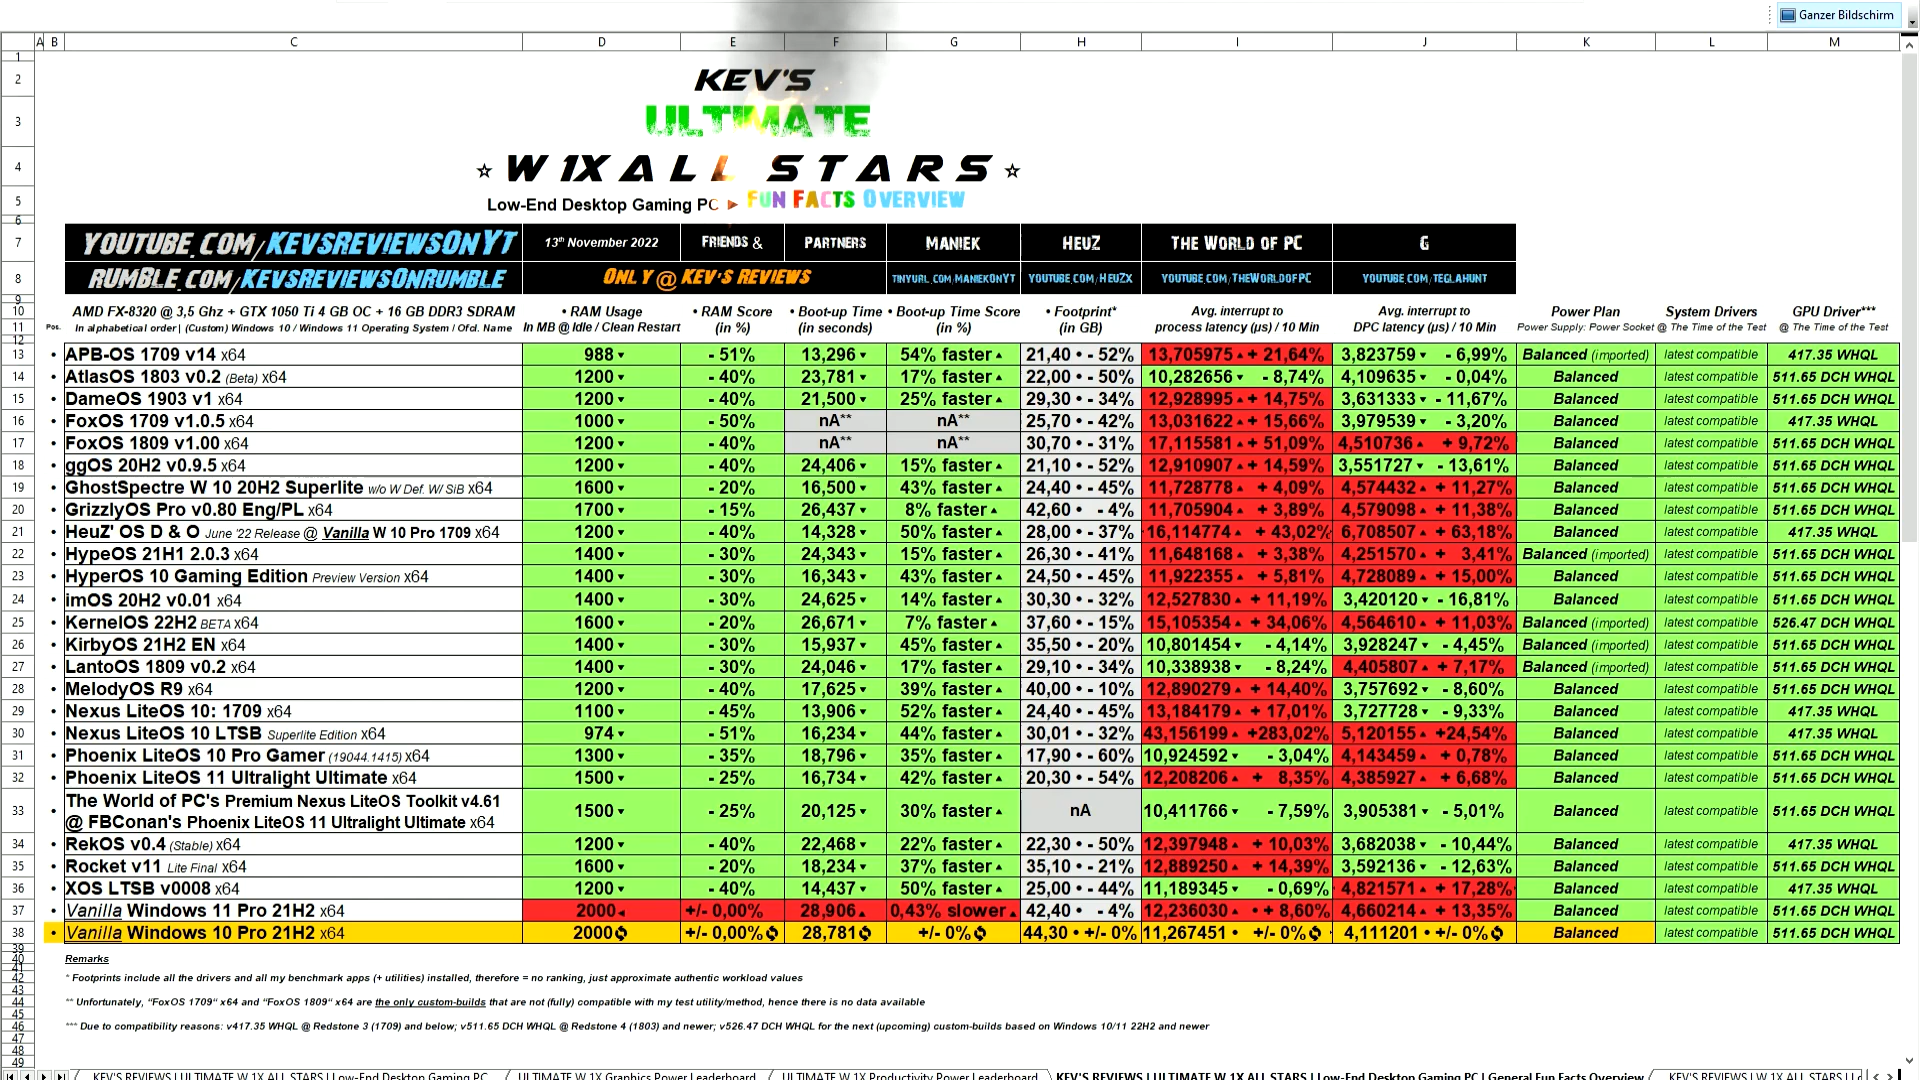 Ganzer Bildschirm
A B C D E F G H I J K L M
KEV'S
ULTIMATE
☆ W1X ALL STARS ☆
Low-End Desktop Gaming PC ► FUN FACTS OVERVIEW
YOUTUBE.COM/KEVSREVIEWSONYT 13th November 2022 FRIENDS & PARTNERS MANIEK HEUZ THE WORLD OF PC G
RUMBLE.COM/KEVSREVIEWSONRUMBLE ONLY @ KEV'S REVIEWS TINYURL.COM/MANIEKONYT YOUTUBE.COM/HEUZX YOUTUBE.COM/THEWORLDOFPC YOUTUBE.COM/TEGLAHUNT
AMD FX-8320 @ 3,5 Ghz + GTX 1050 Ti 4 GB OC + 16 GB DDR3 SDRAM • RAM Usage • RAM Score • Boot-up Time • Boot-up Time Score • Footprint* Avg. interrupt to Avg. interrupt to Power Plan System Drivers GPU Driver***
Pos. In alphabetical order | (Custom) Windows 10 / Windows 11 Operating System / Ofd. Name In MB @ Idle / Clean Restart (in %) (in seconds) (in %) (in GB) process latency (µs) / 10 Min DPC latency (µs) / 10 Min Power Supply: Power Socket @ The Time of the Test @ The Time of the Test
13 • APB-OS 1709 v14 x64 988 ▾ - 51% 13,296 ▾ 54% faster ▴ 21,40 • - 52% 13,705975 ▴ + 21,64% 3,823759 ▾ - 6,99% Balanced (imported) latest compatible 417.35 WHQL
14 • AtlasOS 1803 v0.2 (Beta) x64 1200 ▾ - 40% 23,781 ▾ 17% faster ▴ 22,00 • - 50% 10,282656 ▾ - 8,74% 4,109635 ▾ - 0,04% Balanced latest compatible 511.65 DCH WHQL
15 • DameOS 1903 v1 x64 1200 ▾ - 40% 21,500 ▾ 25% faster ▴ 29,30 • - 34% 12,928995 ▴ + 14,75% 3,631333 ▾ - 11,67% Balanced latest compatible 511.65 DCH WHQL
16 • FoxOS 1709 v1.0.5 x64 1000 ▾ - 50% nA** nA** 25,70 • - 42% 13,031622 ▴ + 15,66% 3,979539 ▾ - 3,20% Balanced latest compatible 417.35 WHQL
17 • FoxOS 1809 v1.00 x64 1200 ▾ - 40% nA** nA** 30,70 • - 31% 17,115581 ▴ + 51,09% 4,510736 ▴ + 9,72% Balanced latest compatible 511.65 DCH WHQL
18 • ggOS 20H2 v0.9.5 x64 1200 ▾ - 40% 24,406 ▾ 15% faster ▴ 21,10 • - 52% 12,910907 ▴ + 14,59% 3,551727 ▾ - 13,61% Balanced latest compatible 511.65 DCH WHQL
19 • GhostSpectre W 10 20H2 Superlite w/o W Def. W/ SiB x64 1600 ▾ - 20% 16,500 ▾ 43% faster ▴ 24,40 • - 45% 11,728778 ▴ + 4,09% 4,574432 ▴ + 11,27% Balanced latest compatible 511.65 DCH WHQL
20 • GrizzlyOS Pro v0.80 Eng/PL x64 1700 ▾ - 15% 26,437 ▾ 8% faster ▴ 42,60 • - 4% 11,705904 ▴ + 3,89% 4,579098 ▴ + 11,38% Balanced latest compatible 511.65 DCH WHQL
21 • HeuZ' OS D & O June '22 Release @ Vanilla W 10 Pro 1709 x64 1200 ▾ - 40% 14,328 ▾ 50% faster ▴ 28,00 • - 37% 16,114774 ▴ + 43,02% 6,708507 ▴ + 63,18% Balanced latest compatible 417.35 WHQL
22 • HypeOS 21H1 2.0.3 x64 1400 ▾ - 30% 24,343 ▾ 15% faster ▴ 26,30 • - 41% 11,648168 ▴ + 3,38% 4,251570 ▴ + 3,41% Balanced (imported) latest compatible 511.65 DCH WHQL
23 • HyperOS 10 Gaming Edition Preview Version x64 1400 ▾ - 30% 16,343 ▾ 43% faster ▴ 24,50 • - 45% 11,922355 ▴ + 5,81% 4,728089 ▴ + 15,00% Balanced latest compatible 511.65 DCH WHQL
24 • imOS 20H2 v0.01 x64 1400 ▾ - 30% 24,625 ▾ 14% faster ▴ 30,30 • - 32% 12,527830 ▴ + 11,19% 3,420120 ▾ - 16,81% Balanced latest compatible 511.65 DCH WHQL
25 • KernelOS 22H2 BETA x64 1600 ▾ - 20% 26,671 ▾ 7% faster ▴ 37,60 • - 15% 15,105354 ▴ + 34,06% 4,564610 ▴ + 11,03% Balanced (imported) latest compatible 526.47 DCH WHQL
26 • KirbyOS 21H2 EN x64 1400 ▾ - 30% 15,937 ▾ 45% faster ▴ 35,50 • - 20% 10,801454 ▾ - 4,14% 3,928247 ▾ - 4,45% Balanced (imported) latest compatible 511.65 DCH WHQL
27 • LantoOS 1809 v0.2 x64 1400 ▾ - 30% 24,046 ▾ 17% faster ▴ 29,10 • - 34% 10,338938 ▾ - 8,24% 4,405807 ▴ + 7,17% Balanced (imported) latest compatible 511.65 DCH WHQL
28 • MelodyOS R9 x64 1200 ▾ - 40% 17,625 ▾ 39% faster ▴ 40,00 • - 10% 12,890279 ▴ + 14,40% 3,757692 ▾ - 8,60% Balanced latest compatible 511.65 DCH WHQL
29 • Nexus LiteOS 10: 1709 x64 1100 ▾ - 45% 13,906 ▾ 52% faster ▴ 24,40 • - 45% 13,184179 ▴ + 17,01% 3,727728 ▾ - 9,33% Balanced latest compatible 417.35 WHQL
30 • Nexus LiteOS 10 LTSB Superlite Edition x64 974 ▾ - 51% 16,234 ▾ 44% faster ▴ 30,01 • - 32% 43,156199 ▴ +283,02% 5,120155 ▴ +24,54% Balanced latest compatible 417.35 WHQL
31 • Phoenix LiteOS 10 Pro Gamer (19044.1415) x64 1300 ▾ - 35% 18,796 ▾ 35% faster ▴ 17,90 • - 60% 10,924592 ▾ - 3,04% 4,143459 ▴ + 0,78% Balanced latest compatible 511.65 DCH WHQL
32 • Phoenix LiteOS 11 Ultralight Ultimate x64 1500 ▾ - 25% 16,734 ▾ 42% faster ▴ 20,30 • - 54% 12,208206 ▴ + 8,35% 4,385927 ▴ + 6,68% Balanced latest compatible 511.65 DCH WHQL
The World of PC's Premium Nexus LiteOS Toolkit v4.61
33 • @ FBConan's Phoenix LiteOS 11 Ultralight Ultimate x64 1500 ▾ - 25% 20,125 ▾ 30% faster ▴ nA 10,411766 ▾ - 7,59% 3,905381 ▾ - 5,01% Balanced latest compatible 511.65 DCH WHQL
34 • RekOS v0.4 (Stable) x64 1200 ▾ - 40% 22,468 ▾ 22% faster ▴ 22,30 • - 50% 12,397948 ▴ + 10,03% 3,682038 ▾ - 10,44% Balanced latest compatible 417.35 WHQL
35 • Rocket v11 Lite Final x64 1600 ▾ - 20% 18,234 ▾ 37% faster ▴ 35,10 • - 21% 12,889250 ▴ + 14,39% 3,592136 ▾ - 12,63% Balanced latest compatible 511.65 DCH WHQL
36 • XOS LTSB v0008 x64 1200 ▾ - 40% 14,437 ▾ 50% faster ▴ 25,00 • - 44% 11,189345 ▾ - 0,69% 4,821571 ▴ + 17,28% Balanced latest compatible 417.35 WHQL
37 • Vanilla Windows 11 Pro 21H2 x64 2000 ◂ +/- 0,00% 28,906 ▴ 0,43% slower ▴ 42,40 • - 4% 12,236030 ▴ • + 8,60% 4,660214 ▴ + 13,35% Balanced latest compatible 511.65 DCH WHQL
38 • Vanilla Windows 10 Pro 21H2 x64 2000 +/- 0,00% 28,781 +/- 0% 44,30 • +/- 0% 11,267451 • +/- 0% 4,111201 • +/- 0% Balanced latest compatible 511.65 DCH WHQL
Remarks
* Footprints include all the drivers and all my benchmark apps (+ utilities) installed, therefore = no ranking, just approximate authentic workload values
** Unfortunately, "FoxOS 1709" x64 and "FoxOS 1809" x64 are the only custom-builds that are not (fully) compatible with my test utility/method, hence there is no data available
*** Due to compatibility reasons: v417.35 WHQL @ Redstone 3 (1709) and below; v511.65 DCH WHQL @ Redstone 4 (1803) and newer; v526.47 DCH WHQL for the next (upcoming) custom-builds based on Windows 10/11 22H2 and newer
KEV'S REVIEWS | ULTIMATE W 1X ALL STARS | Low-End Desktop Gaming PC ULTIMATE W 1X Graphics Power Leaderboard ULTIMATE W 1X Productivity Power Leaderboard KEV'S REVIEWS | ULTIMATE W 1X ALL STARS | Low-End Desktop Gaming PC | General Fun Facts Overview KEV'S REVIEWS | ULTIMATE W 1X ALL STARS